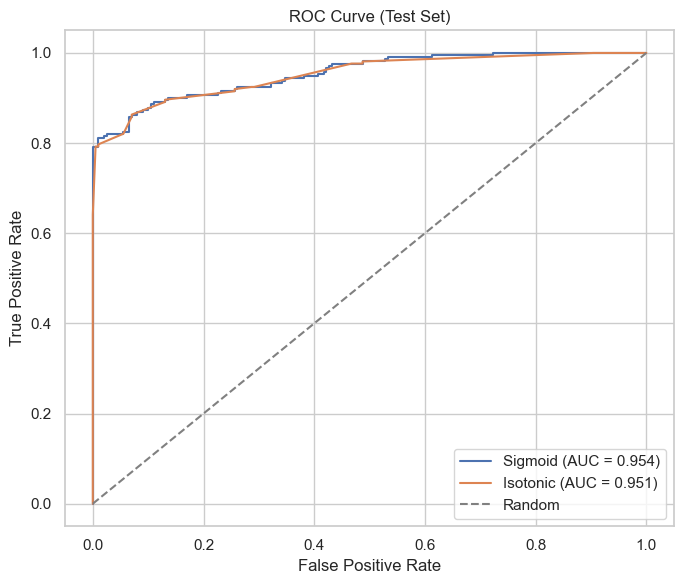 ROC Curve (Test Set)
1.0
0.8
0.6
0.4
0.2
0.0
True Positive Rate
0.0 0.2 0.4 0.6 0.8 1.0
False Positive Rate
Sigmoid (AUC = 0.954)
Isotonic (AUC = 0.951)
Random